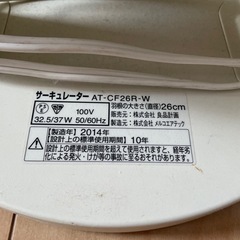 サーキュレーター AT-CF26R-W
100V
32.5/37W 50/60Hz
羽根の大きさ(直径)26cm
販売元:株式会社 良品計画
製造元:株式会社 メルコエアテック
【製造年】2014年
【設計上の標準使用期間】10年
設計上の標準使用期間を超えて使用されますと、経年劣
化による発火・けが等の事故に至るおそれがあります。